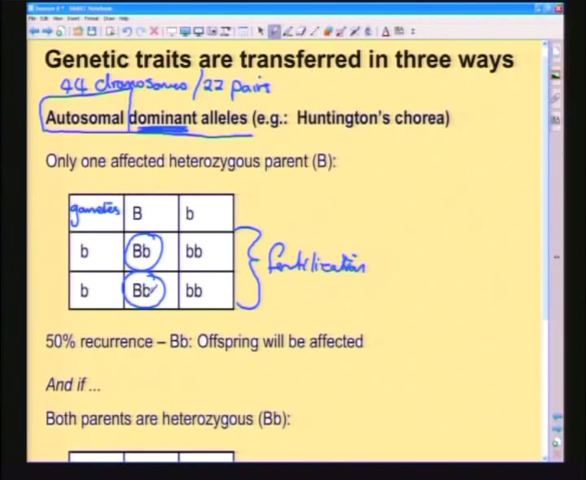 Genetic traits are transferred in three ways
44 chromosomes / 22 pairs
Autosomal dominant alleles (e.g.: Huntington's chorea)
Only one affected heterozygous parent (B):
gametes B b
b Bb bb
fertilization
b Bb bb
50% recurrence – Bb: Offspring will be affected
And if ...
Both parents are heterozygous (Bb):